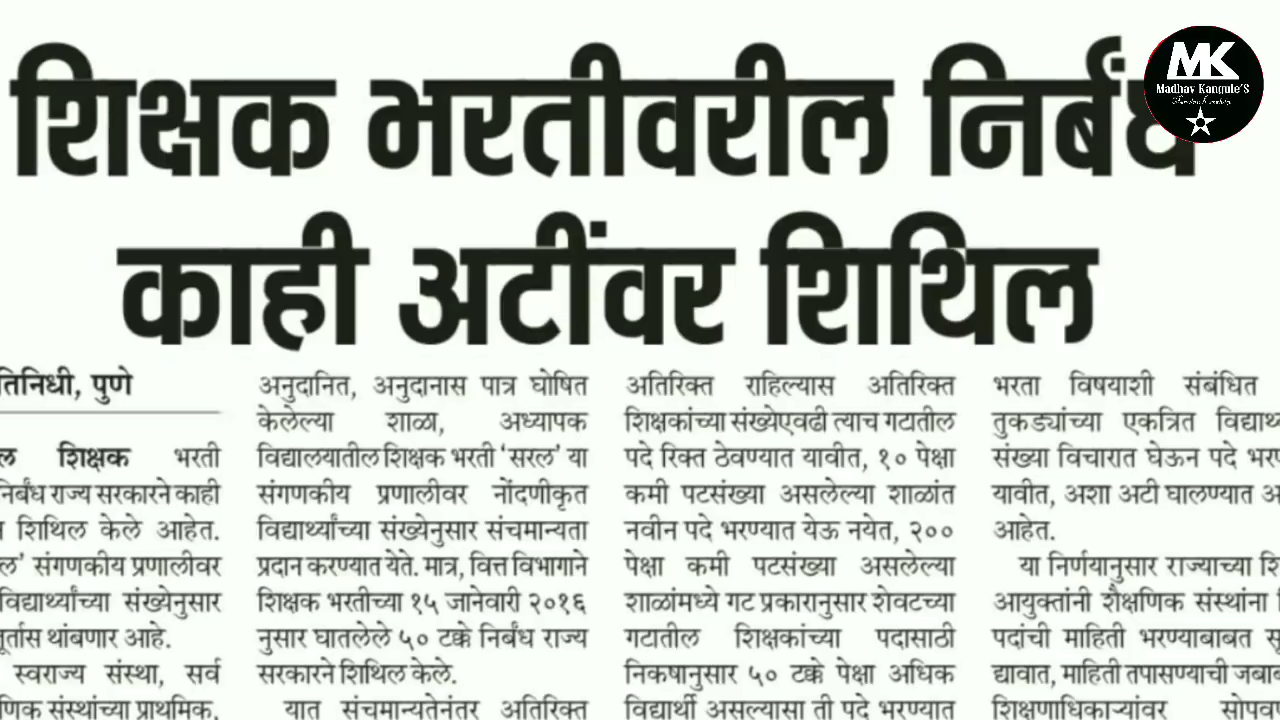 शिक्षक भरतीवरील निर्बंध
काही अटींवर शिथिल
MK
Madhav Kangule'S
तिनिधी, पुणे
ल शिक्षक भरती
निर्बंध राज्य सरकारने काही
शिथिल केले आहेत.
ल' संगणकीय प्रणालीवर
विद्यार्थ्यांच्या संख्येनुसार
र्तास थांबणार आहे.
स्वराज्य संस्था, सर्व
णिक संस्थांच्या प्राथमिक,
अनुदानित, अनुदानास पात्र घोषित
केलेल्या शाळा, अध्यापक
विद्यालयातील शिक्षक भरती 'सरल' या
संगणकीय प्रणालीवर नोंदणीकृत
विद्यार्थ्यांच्या संख्येनुसार संचमान्यता
प्रदान करण्यात येते. मात्र, वित्त विभागाने
शिक्षक भरतीच्या १५ जानेवारी २०१६
नुसार घातलेले ५० टक्के निर्बंध राज्य
सरकारने शिथिल केले.
यात संचमान्यतेनंतर अतिरिक्त
अतिरिक्त राहिल्यास अतिरिक्त
शिक्षकांच्या संख्येएवढी त्याच गटातील
पदे रिक्त ठेवण्यात यावीत, १० पेक्षा
कमी पटसंख्या असलेल्या शाळांत
नवीन पदे भरण्यात येऊ नयेत, २००
पेक्षा कमी पटसंख्या असलेल्या
शाळांमध्ये गट प्रकारानुसार शेवटच्या
गटातील शिक्षकांच्या पदासाठी
निकषानुसार ५० टक्के पेक्षा अधिक
विद्यार्थी असल्यासा ती पदे भरण्यात
भरता विषयाशी संबंधित
तुकड्यांच्या एकत्रित विद्या
संख्या विचारात घेऊन पदे भर
यावीत, अशा अटी घालण्यात अ
आहेत.
या निर्णयानुसार राज्याच्या शि
आयुक्तांनी शैक्षणिक संस्थांना
पदांची माहिती भरण्याबाबत सू
द्यावात, माहिती तपासण्याची जबाब
शिक्षणाधिकाऱ्यांवर सोपव